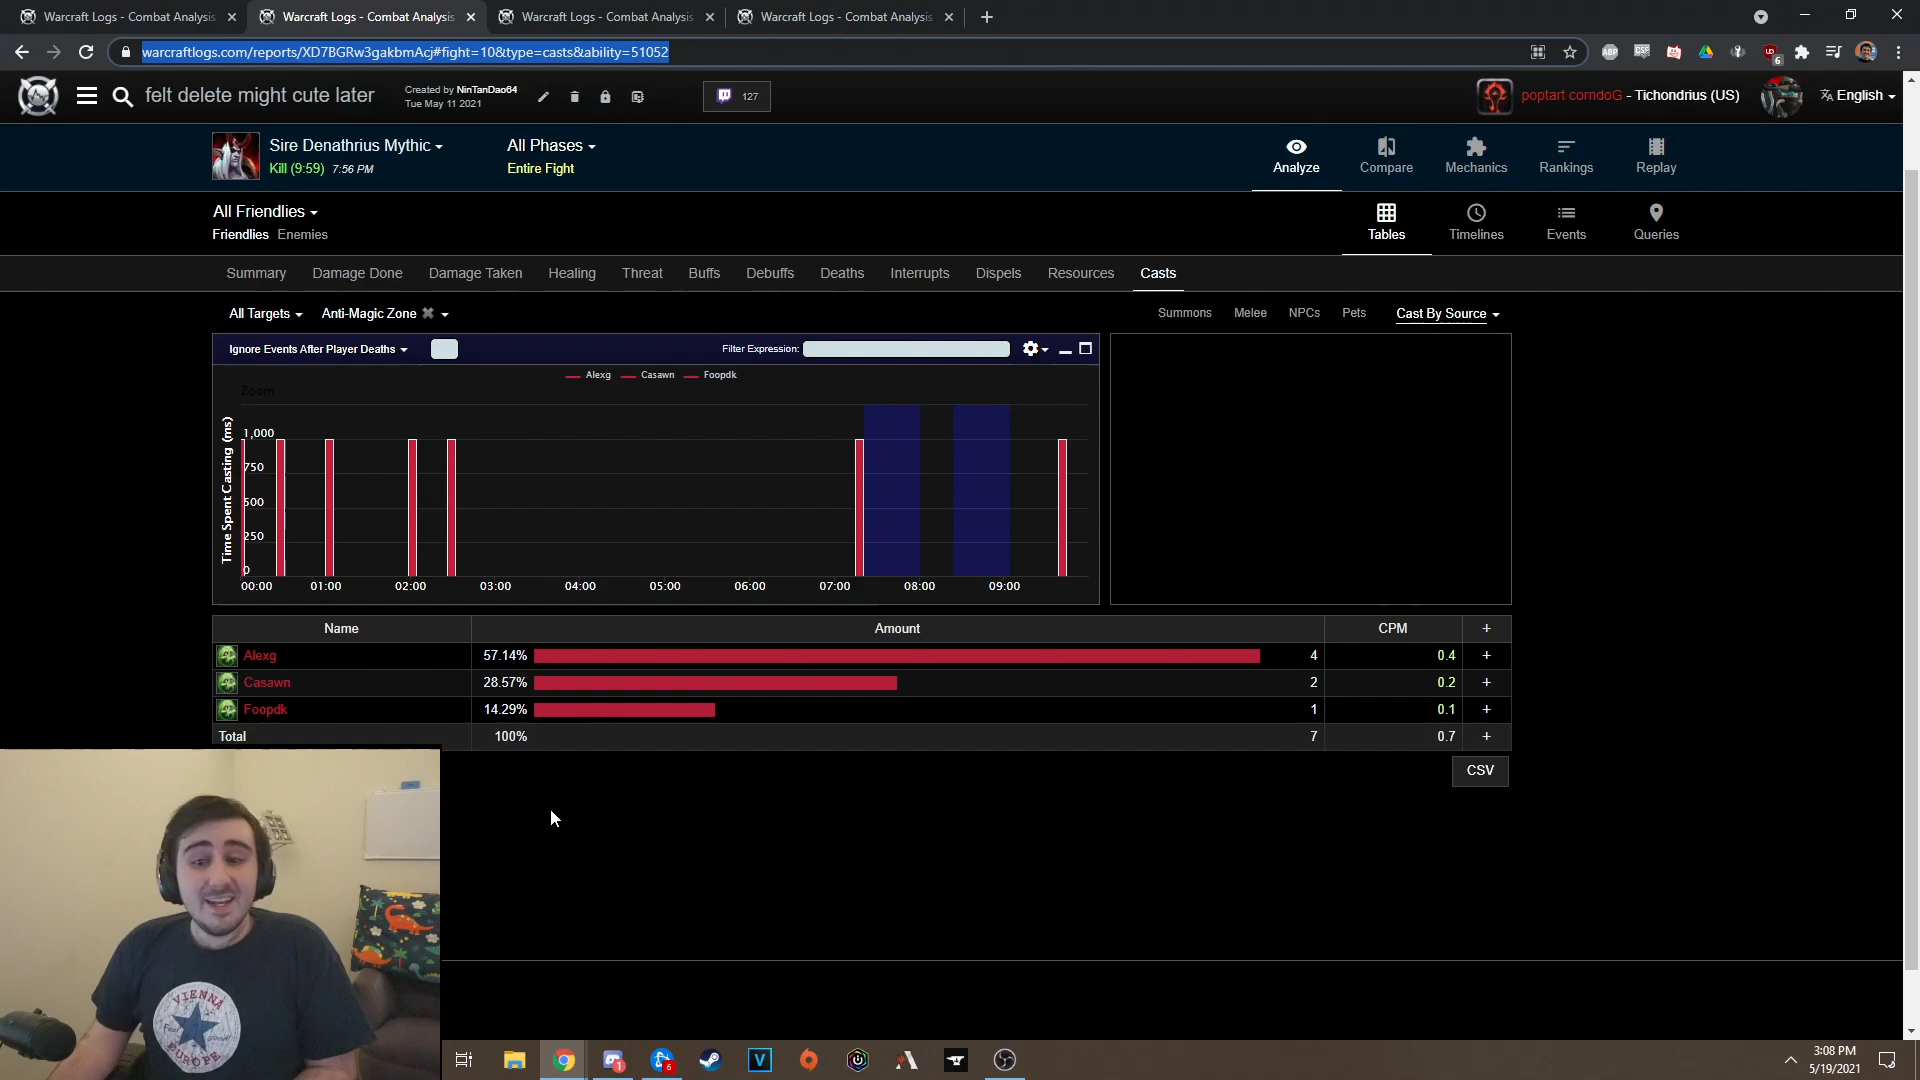 Warcraft Logs - Combat Analysis
Warcraft Logs - Combat Analysis
Warcraft Logs - Combat Analysis
Warcraft Logs - Combat Analysis
warcraftlogs.com/reports/XD7BGRw3gakbmAcj#fight=10&type=casts&ability=51052
ABP
6
felt delete might cute later
Created by NinTanDao64
Tue May 11 2021
127
poptart corndoG - Tichondrius (US)
English
Sire Denathrius Mythic
Kill (9:59) 7:56 PM
All Phases
Entire Fight
Analyze
Compare
Mechanics
Rankings
Replay
All Friendlies
Friendlies Enemies
Tables
Timelines
Events
Queries
Summary Damage Done Damage Taken Healing Threat Buffs Debuffs Deaths Interrupts Dispels Resources Casts
All Targets Anti-Magic Zone
Summons Melee NPCs Pets Cast By Source
Ignore Events After Player Deaths
Filter Expression:
Alexg Casawn Foopdk
Zoom
Time Spent Casting (ms)
1,000
750
500
250
0
00:00 01:00 02:00 03:00 04:00 05:00 06:00 07:00 08:00 09:00
Name Amount CPM +
Alexg 57.14% 4 0.4 +
Casawn 28.57% 2 0.2 +
Foopdk 14.29% 1 0.1 +
Total 100% 7 0.7 +
CSV
VIENNA
EUROPE
1
6
V
3:08 PM
5/19/2021